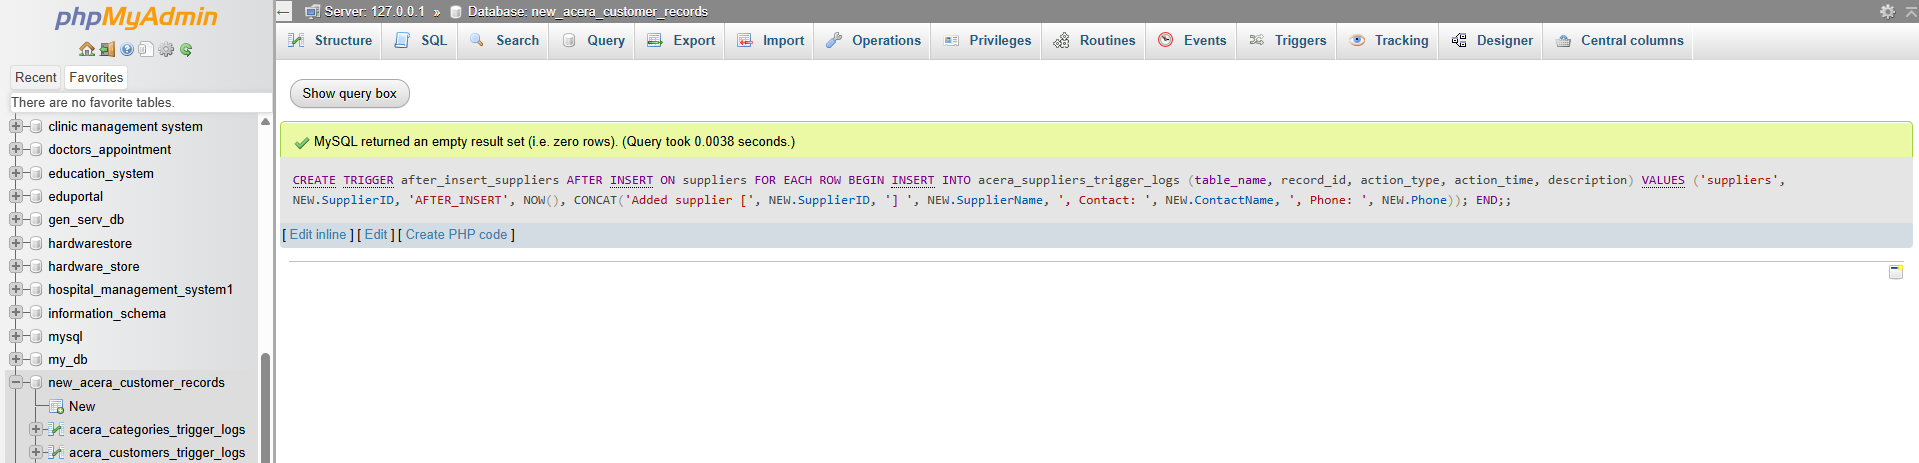 phpMyAdmin
Recent Favorites
There are no favorite tables.
clinic management system
doctors_appointment
education_system
eduportal
gen_serv_db
hardwarestore
hardware_store
hospital_management_system1
information_schema
mysql
my_db
new_acera_customer_records
New
acera_categories_trigger_logs
acera_customers_trigger_logs
Server: 127.0.0.1 » Database: new_acera_customer_records
Structure SQL Search Query Export Import Operations Privileges Routines Events Triggers Tracking Designer Central columns
Show query box
MySQL returned an empty result set (i.e. zero rows). (Query took 0.0038 seconds.)
CREATE TRIGGER after_insert_suppliers AFTER INSERT ON suppliers FOR EACH ROW BEGIN INSERT INTO acera_suppliers_trigger_logs (table_name, record_id, action_type, action_time, description) VALUES ('suppliers',
NEW.SupplierID, 'AFTER_INSERT', NOW(), CONCAT('Added supplier [', NEW.SupplierID, '] ', NEW.SupplierName, ', Contact: ', NEW.ContactName, ', Phone: ', NEW.Phone)); END;;
[ Edit inline ] [ Edit ] [ Create PHP code ]